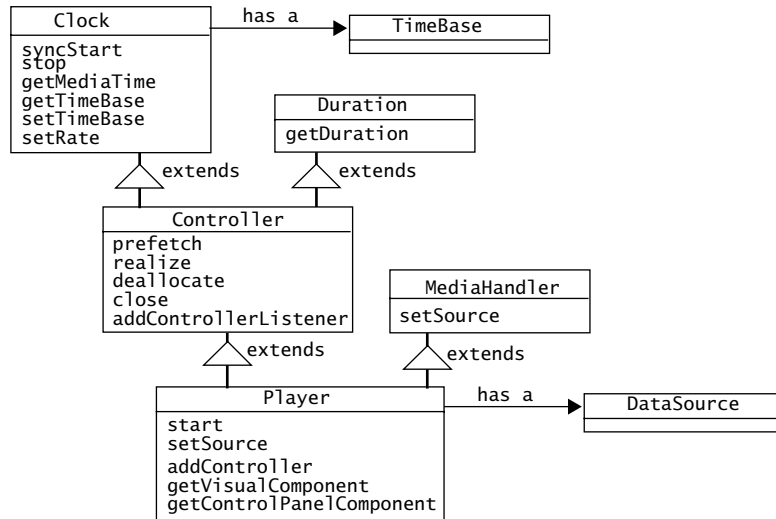 Clock
syncStart
stop
getMediaTime
getTimeBase
setTimeBase
setRate
has a
TimeBase
Duration
getDuration
extends
extends
Controller
prefetch
realize
deallocate
close
addControllerListener
MediaHandler
setSource
extends
extends
Player
start
setSource
addController
getVisualComponent
getControlPanelComponent
has a
DataSource